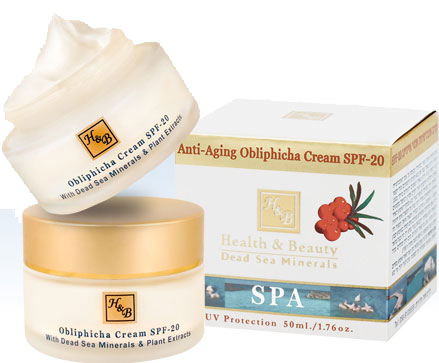 H&B
Obliphicha Cream SPF-20
With Dead Sea Minerals & Plant Extracts
H&B
Obliphicha Cream SPF-20
With Dead Sea Minerals & Plant Extracts
Anti-Aging Obliphicha Cream SPF-20
H&B
Health & Beauty
Dead Sea Minerals
SPA
UV Protection 50ml./1.76oz.